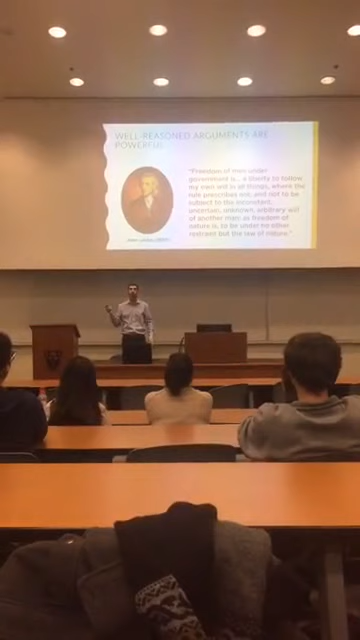 WELL-REASONED ARGUMENTS ARE
POWERFUL
"Freedom of men under
government is... a liberty to follow
my own will in all things, where the
rule prescribes not; and not to be
subject to the inconstant,
uncertain, unknown, arbitrary will
of another man; as freedom of
nature is, to be under no other
restraint but the law of nature."